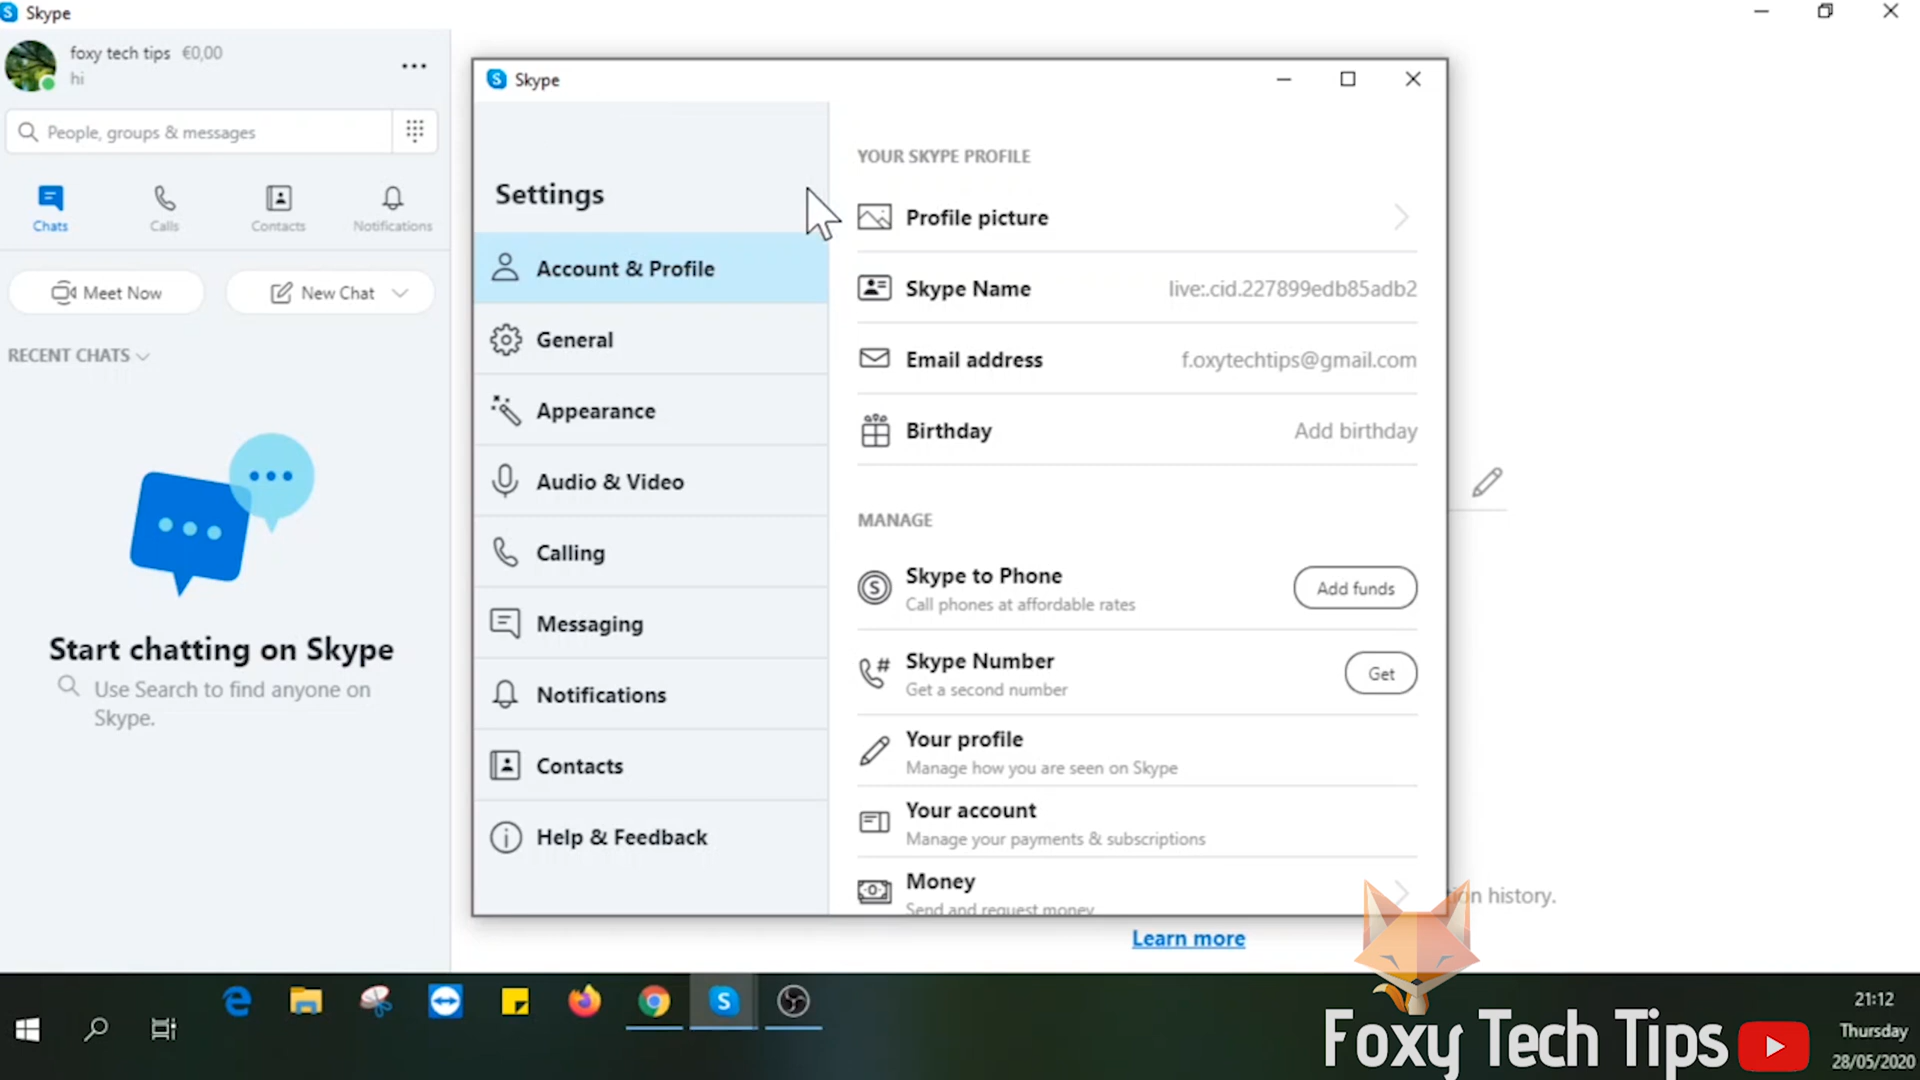 Skype
foxy tech tips €0,00
hi
People, groups & messages
Chats
Calls
Contacts
Notifications
Meet Now
New Chat
RECENT CHATS
Start chatting on Skype
Use Search to find anyone on
Skype.
Skype
Settings
Account & Profile
General
Appearance
Audio & Video
Calling
Messaging
Notifications
Contacts
Help & Feedback
YOUR SKYPE PROFILE
Profile picture
Skype Name live:.cid.227899edb85adb2
Email address f.oxytechtips@gmail.com
Birthday Add birthday
MANAGE
Skype to Phone
Call phones at affordable rates
Add funds
Skype Number
Get a second number
Get
Your profile
Manage how you are seen on Skype
Your account
Manage your payments & subscriptions
Money
Send and request money
history.
Learn more
Foxy Tech Tips
21:12
Thursday
28/05/2020